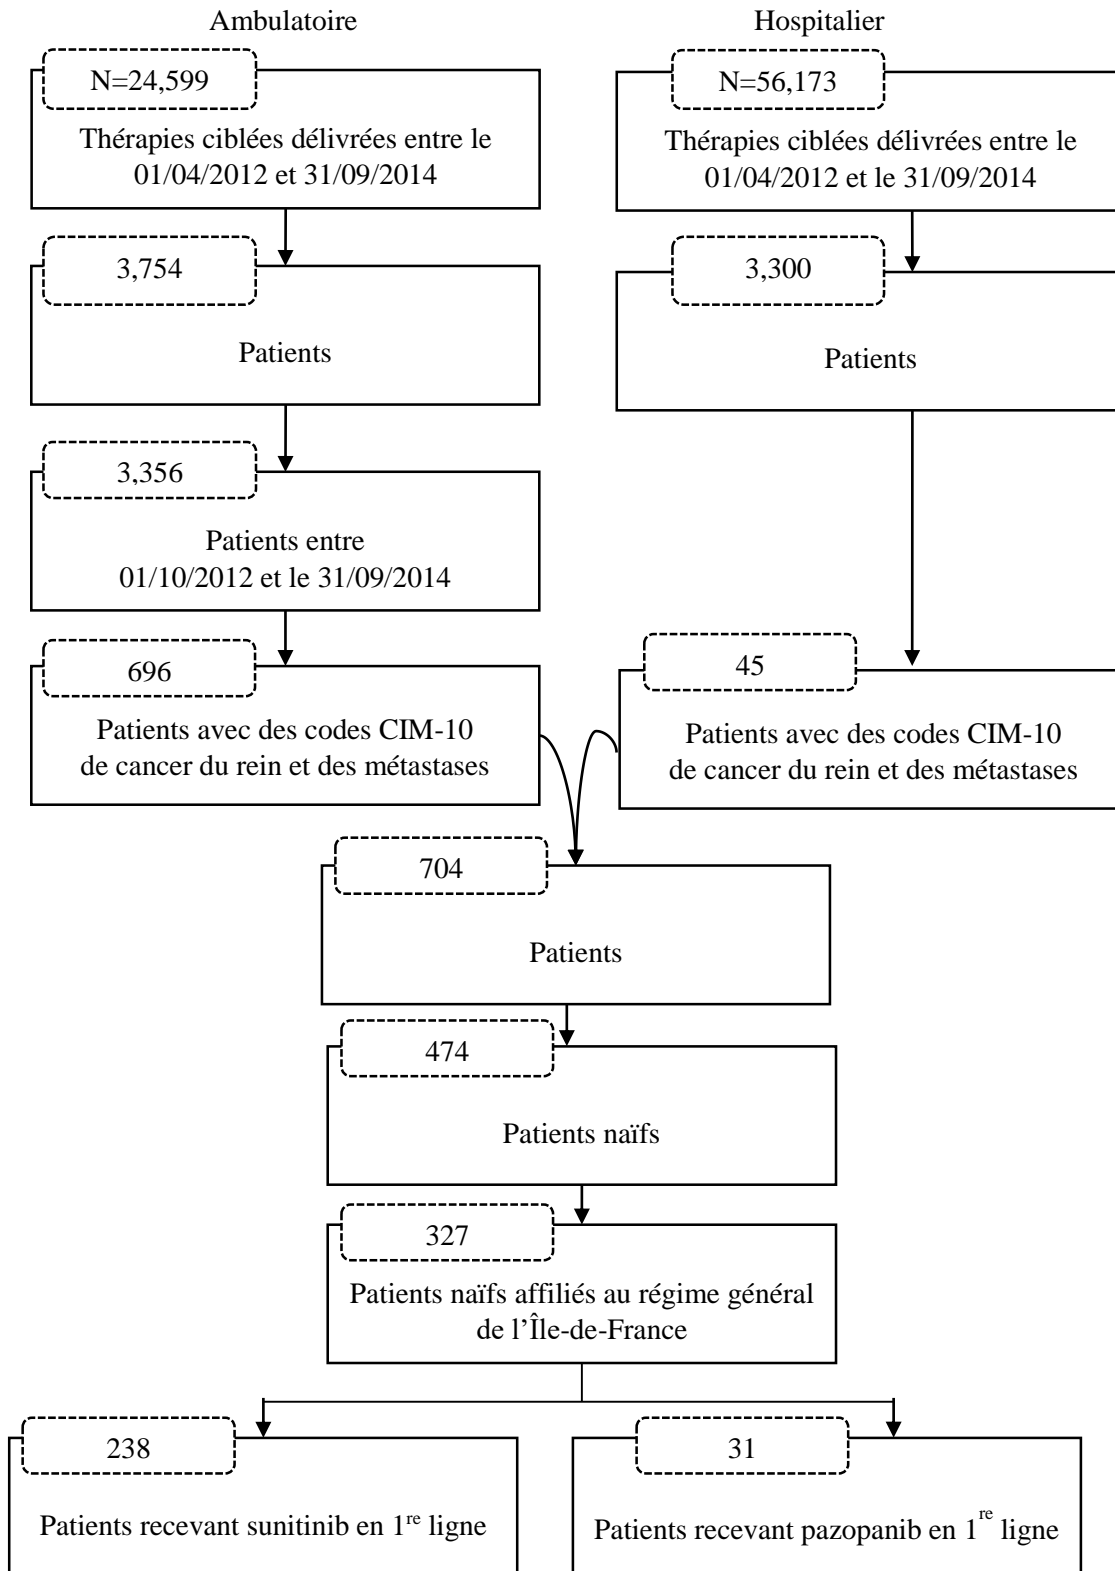 Ambulatoire
Hospitalier
N=24,599
Thérapies ciblées délivrées entre le
01/04/2012 et 31/09/2014
N=56,173
Thérapies ciblées délivrées entre le
01/04/2012 et le 31/09/2014
3,754
Patients
3,300
Patients
3,356
Patients entre
01/10/2012 et le 31/09/2014
696
Patients avec des codes CIM-10
de cancer du rein et des métastases
45
Patients avec des codes CIM-10
de cancer du rein et des métastases
704
Patients
474
Patients naïfs
327
Patients naïfs affiliés au régime général
de l’Île-de-France
238
Patients recevant sunitinib en 1re ligne
31
Patients recevant pazopanib en 1re ligne